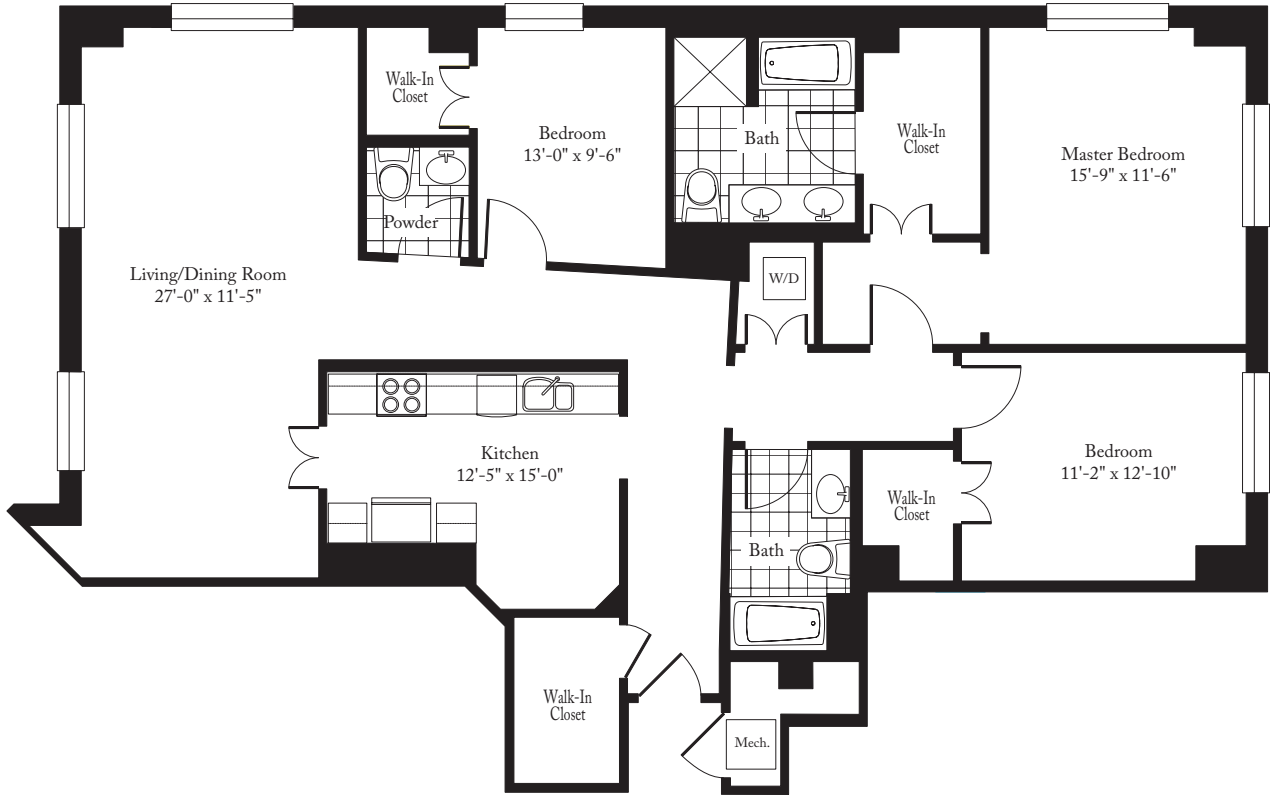 Walk-In
Closet
Bedroom
13'-0" x 9'-6"
Bath
Walk-In
Closet
Master Bedroom
15'-9" x 11'-6"
Powder
Living/Dining Room
27'-0" x 11'-5"
W/D
Kitchen
12'-5" x 15'-0"
Bedroom
11'-2" x 12'-10"
Walk-In
Closet
Bath
Walk-In
Closet
Mech.